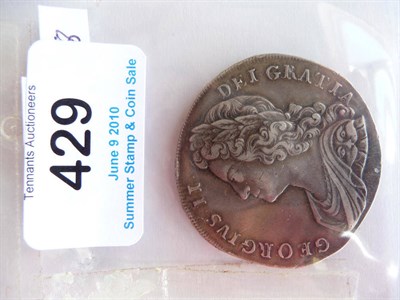 Tennants Auctioneers
429
June 9 2010
Summer Stamp & Coin Sale
GEORGIUS·II·
DEI·GRATIA·